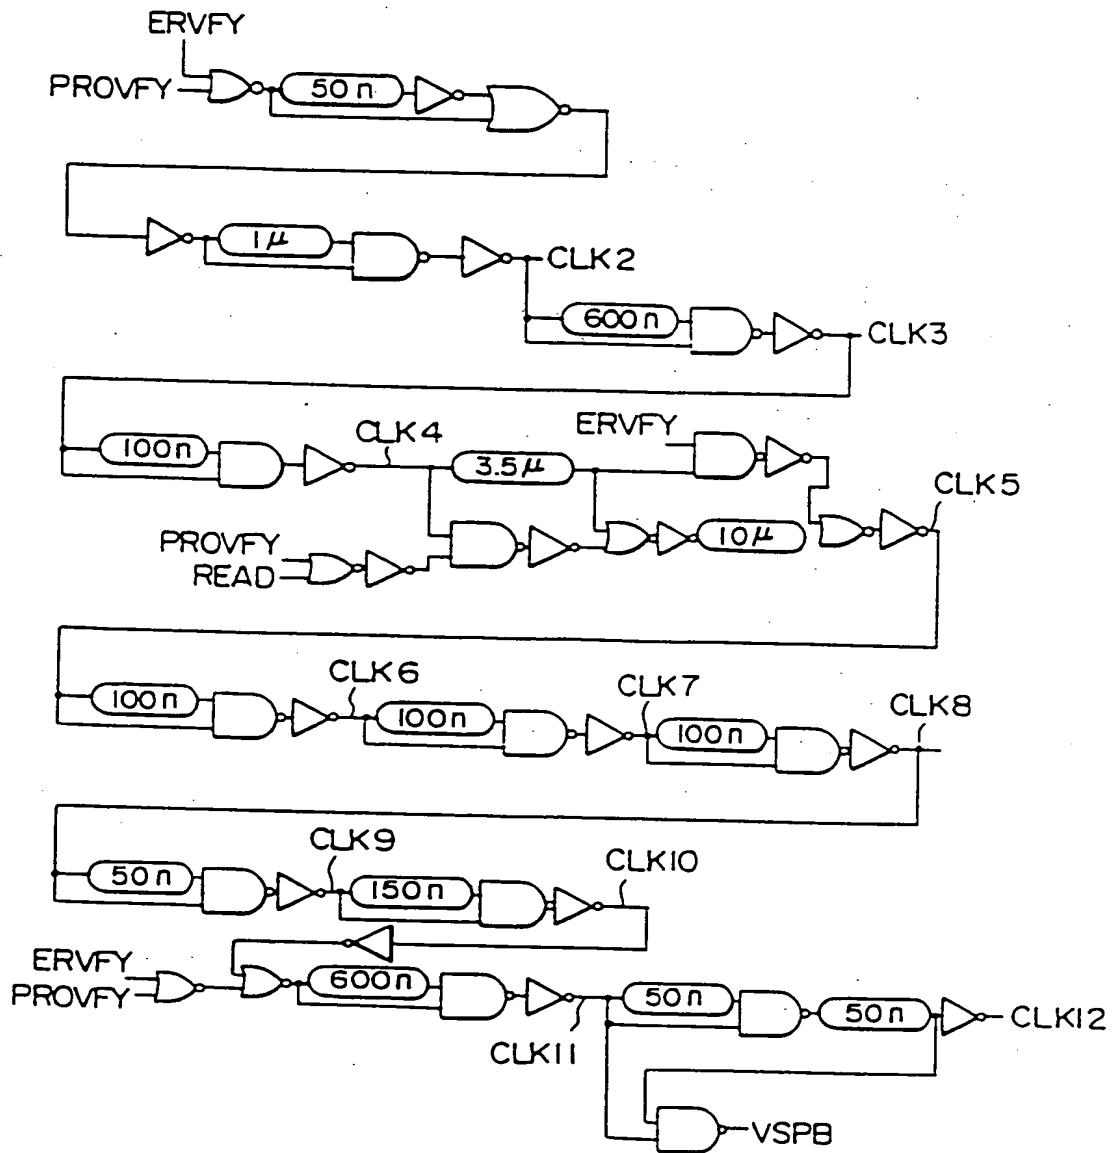 ERVFY
PROVFY
50n
1μ
CLK2
600n
CLK3
100n
CLK4
3.5μ
ERVFY
CLK5
PROVFY
READ
10μ
100n
CLK6
100n
CLK7
100n
CLK8
50n
CLK9
150n
CLK10
ERVFY
PROVFY
600n
CLK11
50n
50n
CLK12
VSPB